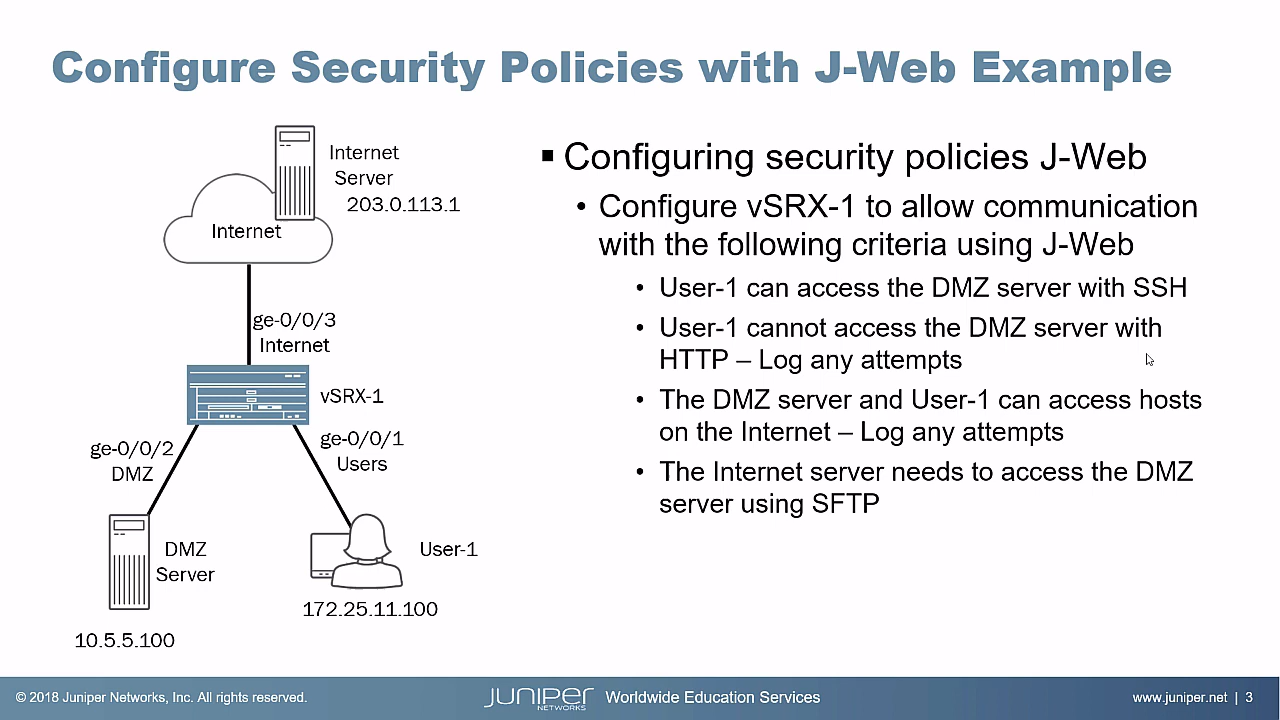 Configure Security Policies with J-Web Example
Internet
Server
203.0.113.1
Internet
ge-0/0/3
Internet
vSRX-1
ge-0/0/2
DMZ
ge-0/0/1
Users
DMZ
Server
User-1
172.25.11.100
10.5.5.100
▪ Configuring security policies J-Web
• Configure vSRX-1 to allow communication
with the following criteria using J-Web
• User-1 can access the DMZ server with SSH
• User-1 cannot access the DMZ server with
HTTP – Log any attempts
• The DMZ server and User-1 can access hosts
on the Internet – Log any attempts
• The Internet server needs to access the DMZ
server using SFTP
© 2018 Juniper Networks, Inc. All rights reserved.
JUNIPER
NETWORKS
Worldwide Education Services
www.juniper.net | 3